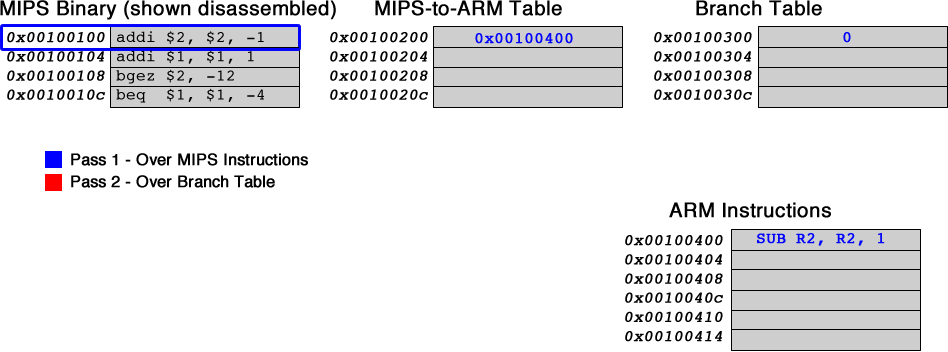 MIPS Binary (shown disassembled) MIPS-to-ARM Table Branch Table
0x00100100 addi $2, $2, -1 0x00100200 0x00100400 0x00100300 0
0x00100104 addi $1, $1, 1 0x00100204 0x00100304
0x00100108 bgez $2, -12 0x00100208 0x00100308
0x0010010c beq $1, $1, -4 0x0010020c 0x0010030c
Pass 1 - Over MIPS Instructions
Pass 2 - Over Branch Table
ARM Instructions
0x00100400 SUB R2, R2, 1
0x00100404
0x00100408
0x0010040c
0x00100410
0x00100414